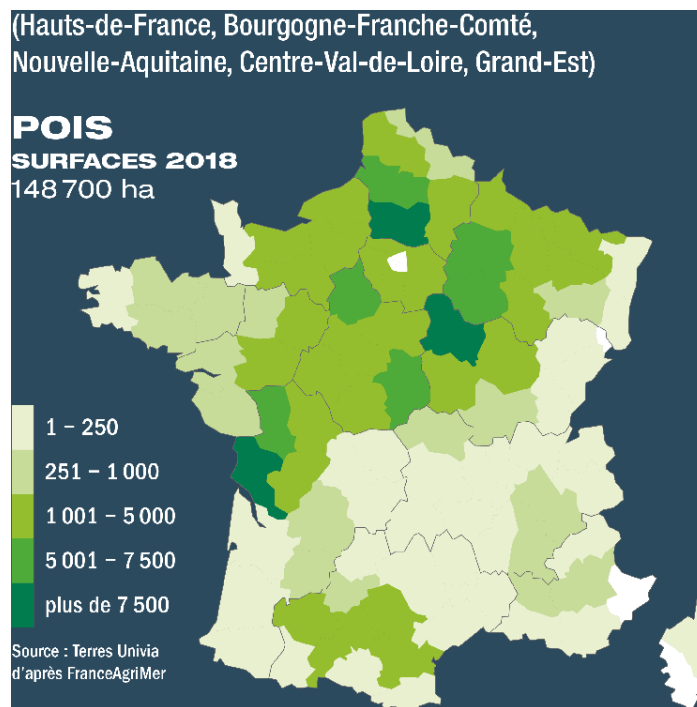 (Hauts-de-France, Bourgogne-Franche-Comté,
Nouvelle-Aquitaine, Centre-Val-de-Loire, Grand-Est)
POIS
SURFACES 2018
148 700 ha
1 – 250
251 – 1 000
1 001 – 5 000
5 001 – 7 500
plus de 7 500
Source : Terres Univia
d'après FranceAgriMer